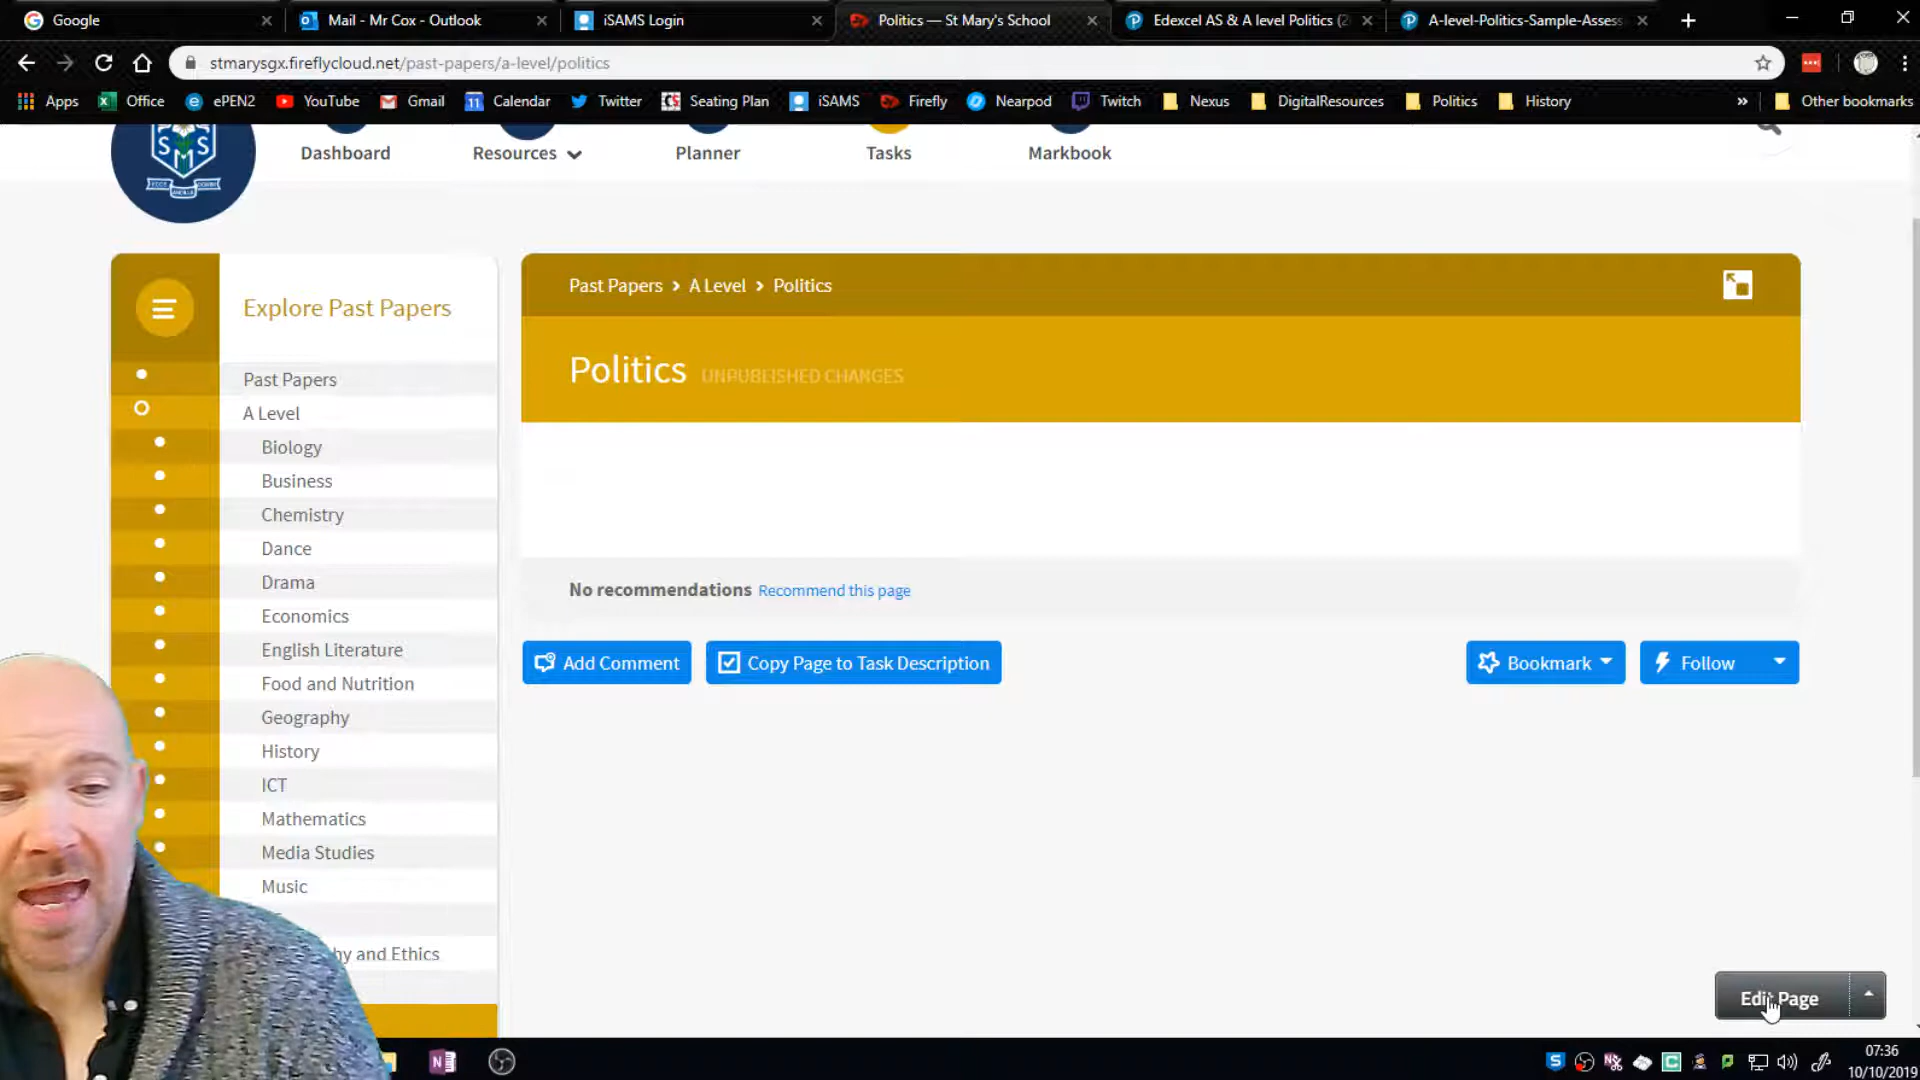 Google
Mail - Mr Cox - Outlook
iSAMS Login
Politics — St Mary's School
Edexcel AS & A level Politics (2
A-level-Politics-Sample-Assess
stmarysgx.fireflycloud.net/past-papers/a-level/politics
Apps
Office
ePEN2
YouTube
Gmail
Calendar
Twitter
Seating Plan
iSAMS
Firefly
Nearpod
Twitch
Nexus
DigitalResources
Politics
History
»
Other bookmarks
S S
M
Dashboard
Resources
Planner
Tasks
Markbook
Explore Past Papers
Past Papers
A Level
Biology
Business
Chemistry
Dance
Drama
Economics
English Literature
Food and Nutrition
Geography
History
ICT
Mathematics
Media Studies
Music
hy and Ethics
Past Papers > A Level > Politics
Politics UNPUBLISHED CHANGES
No recommendations Recommend this page
Add Comment
Copy Page to Task Description
Bookmark
Follow
Edit Page
07:36
10/10/2019